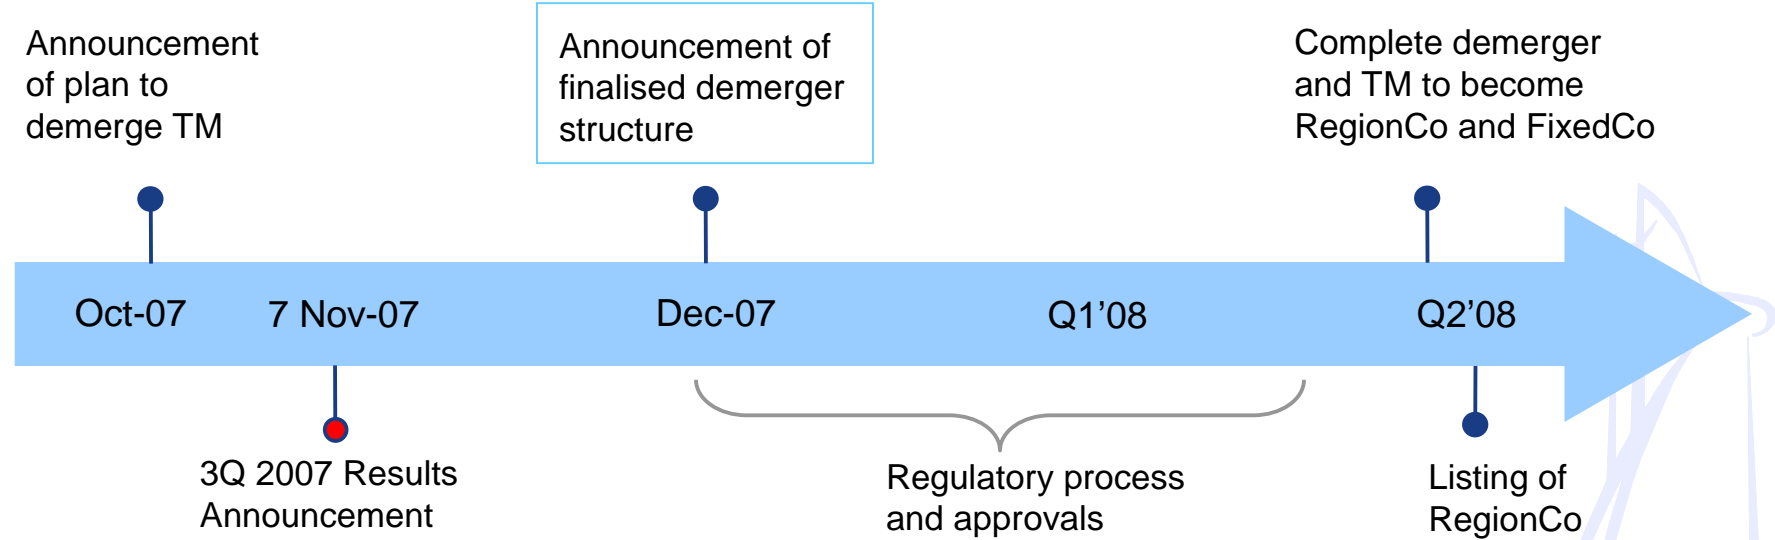 Announcement
of plan to
demerge TM
Announcement of
finalised demerger
structure
Complete demerger
and TM to become
RegionCo and FixedCo
Oct-07
7 Nov-07
Dec-07
Q1’08
Q2’08
3Q 2007 Results
Announcement
Regulatory process
and approvals
Listing of
RegionCo